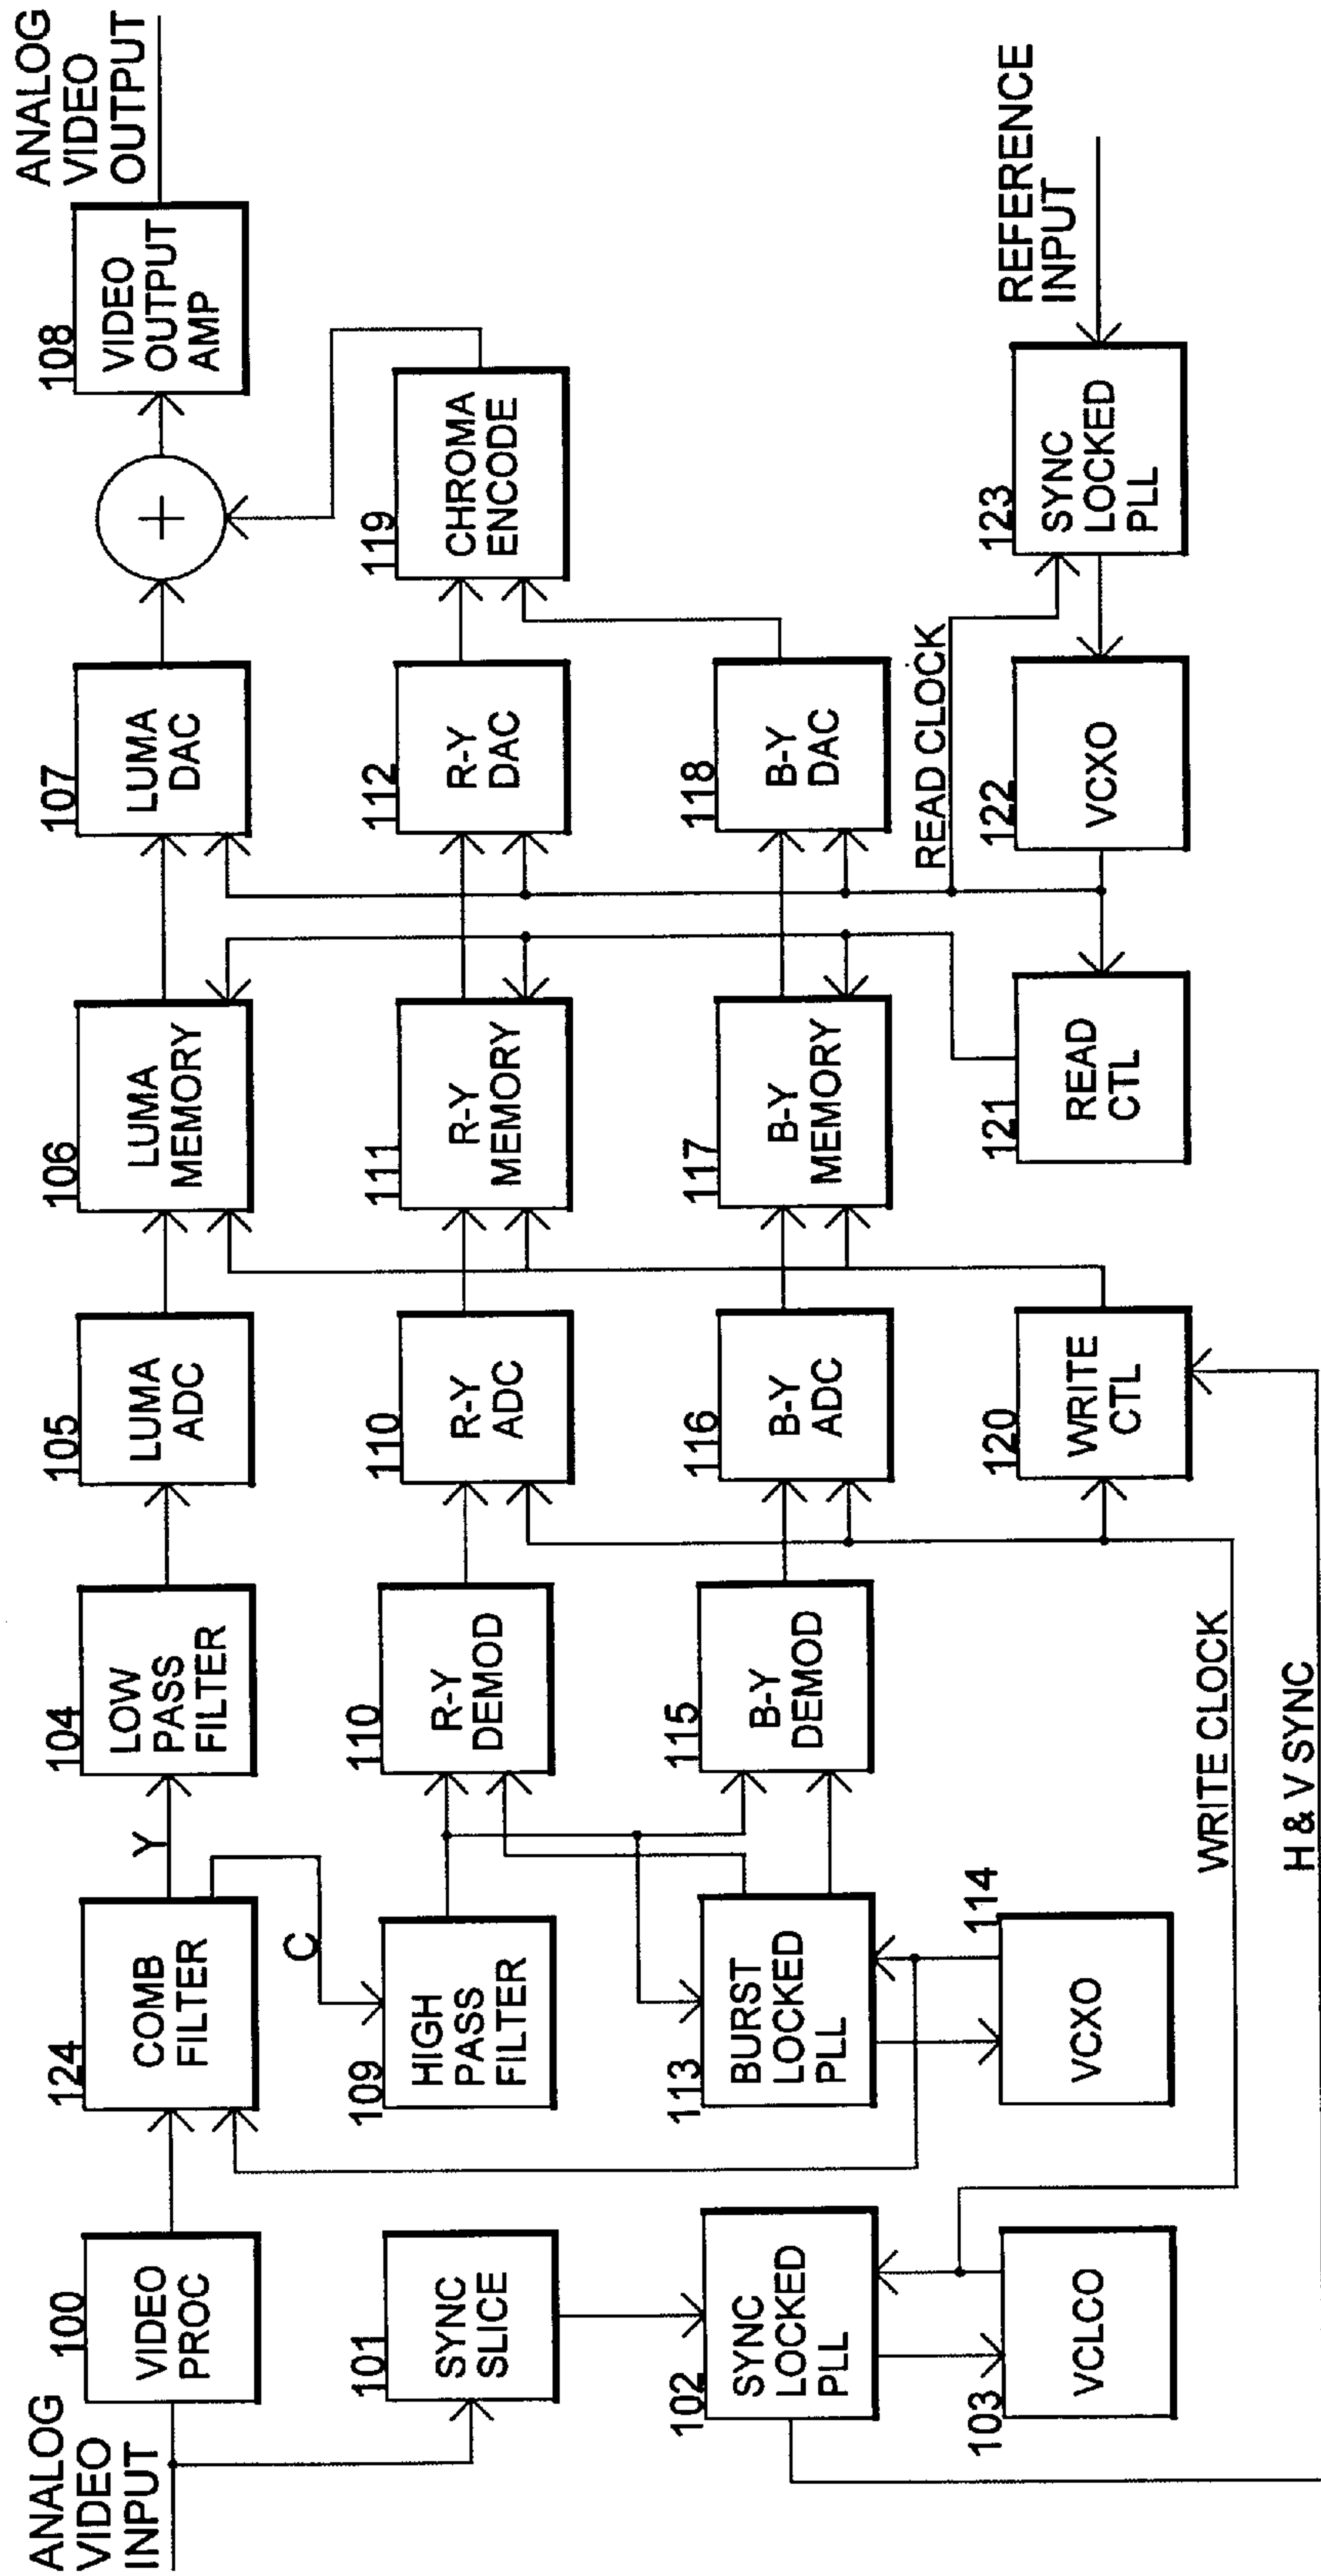 ANALOG
VIDEO
INPUT
100
VIDEO
PROC
124
COMB
FILTER
Y
104
LOW
PASS
FILTER
105
LUMA
ADC
106
LUMA
MEMORY
107
LUMA
DAC
+
108
VIDEO
OUTPUT
AMP
ANALOG
VIDEO
OUTPUT
101
SYNC
SLICE
C
109
HIGH
PASS
FILTER
110
R-Y
DEMOD
110
R-Y
ADC
111
R-Y
MEMORY
112
R-Y
DAC
119
CHROMA
ENCODE
102
SYNC
LOCKED
PLL
113
BURST
LOCKED
PLL
115
B-Y
DEMOD
116
B-Y
ADC
117
B-Y
MEMORY
118
B-Y
DAC
READ CLOCK
103
VCLCO
114
VCXO
120
WRITE
CTL
121
READ
CTL
122
VCXO
123
SYNC
LOCKED
PLL
REFERENCE
INPUT
WRITE CLOCK
H & V SYNC